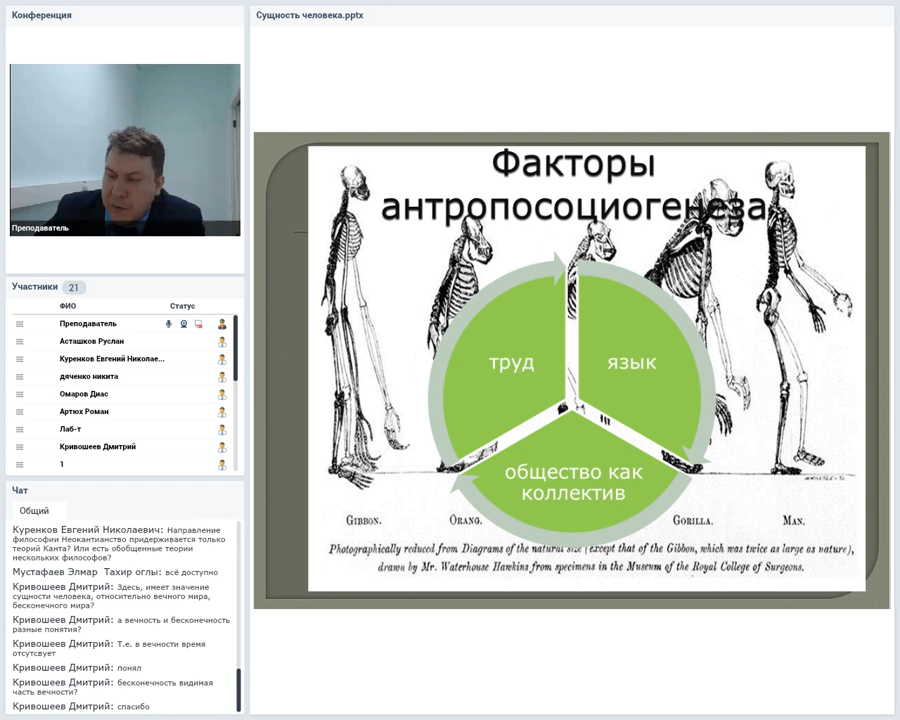 Конференция
Преподаватель
Участники 21
ФИО Статус
Преподаватель
Асташков Руслан
Куренков Евгений Николае...
дяченко никита
Омаров Диас
Артюх Роман
Лаб-т
Кривошеев Дмитрий
1
Чат
Общий
Куренков Евгений Николаевич: Направление
философии Неокантианство придерживается только
теорий Канта? Или есть обобщенные теории
нескольких философов?
Мустафаев Элмар Тахир оглы: всё доступно
Кривошеев Дмитрий: Здесь, имеет значение
сущности человека, относительно вечного мира,
бесконечного мира?
Кривошеев Дмитрий: а вечность и бесконечность
разные понятия?
Кривошеев Дмитрий: Т.е. в вечности время
отсутсвует
Кривошеев Дмитрий: понял
Кривошеев Дмитрий: бесконечность видимая
часть вечности?
Кривошеев Дмитрий: спасибо
Сущность человека.pptx
Факторы
антропосоциогенеза
труд
язык
общество как
коллектив
GIBBON. ORANG. GORILLA. MAN.
Photographically reduced from Diagrams of the natural size (except that of the Gibbon, which was twice as large as nature),
drawn by Mr. Waterhouse Hawkins from specimens in the Museum of the Royal College of Surgeons.